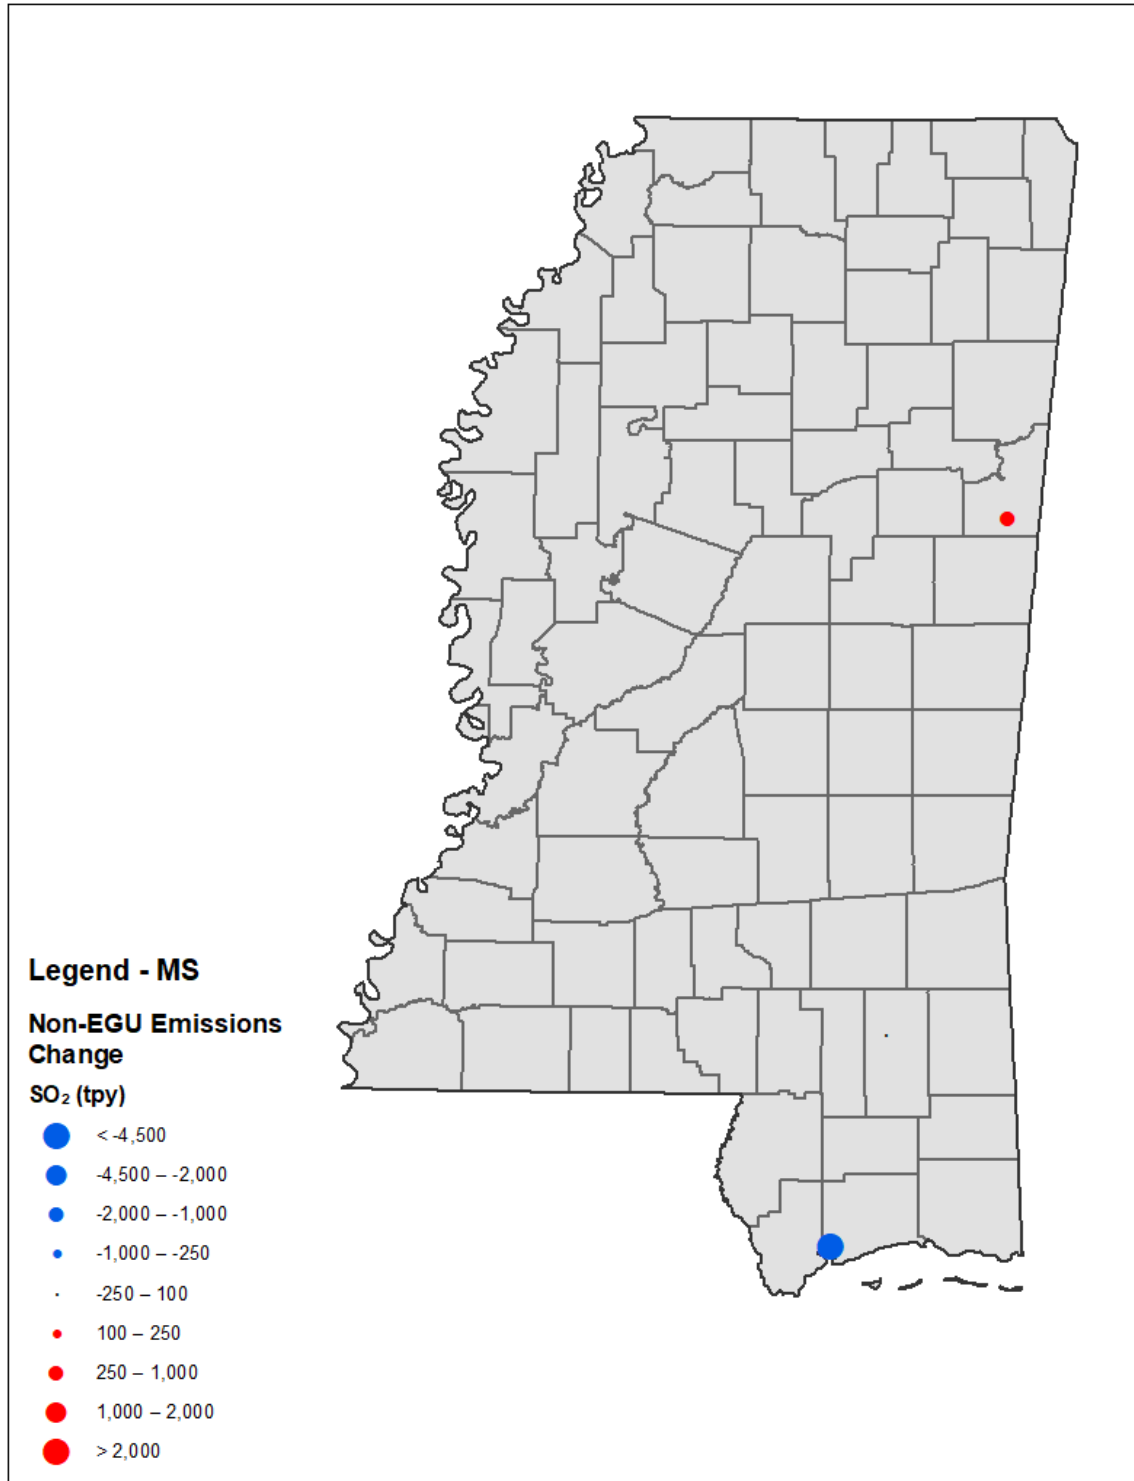 Legend - MS
Non-EGU Emissions
Change
SO₂ (tpy)
< -4,500
-4,500 – -2,000
-2,000 – -1,000
-1,000 – -250
-250 – 100
100 – 250
250 – 1,000
1,000 – 2,000
> 2,000